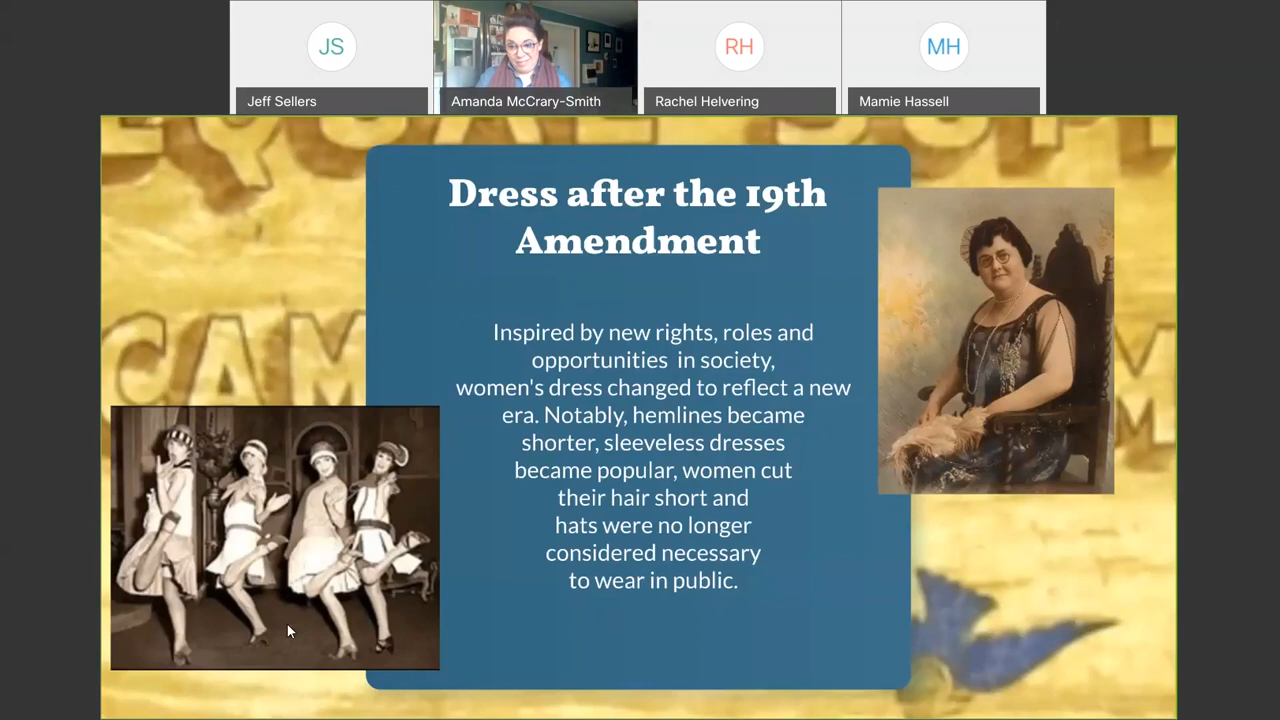 JS
RH
MH
Jeff Sellers
Amanda McCrary-Smith
Rachel Helvering
Mamie Hassell
EQUAL SUF
Dress after the 19th
Amendment
Inspired by new rights, roles and
opportunities in society,
women's dress changed to reflect a new
era. Notably, hemlines became
shorter, sleeveless dresses
became popular, women cut
their hair short and
hats were no longer
considered necessary
to wear in public.
CAM